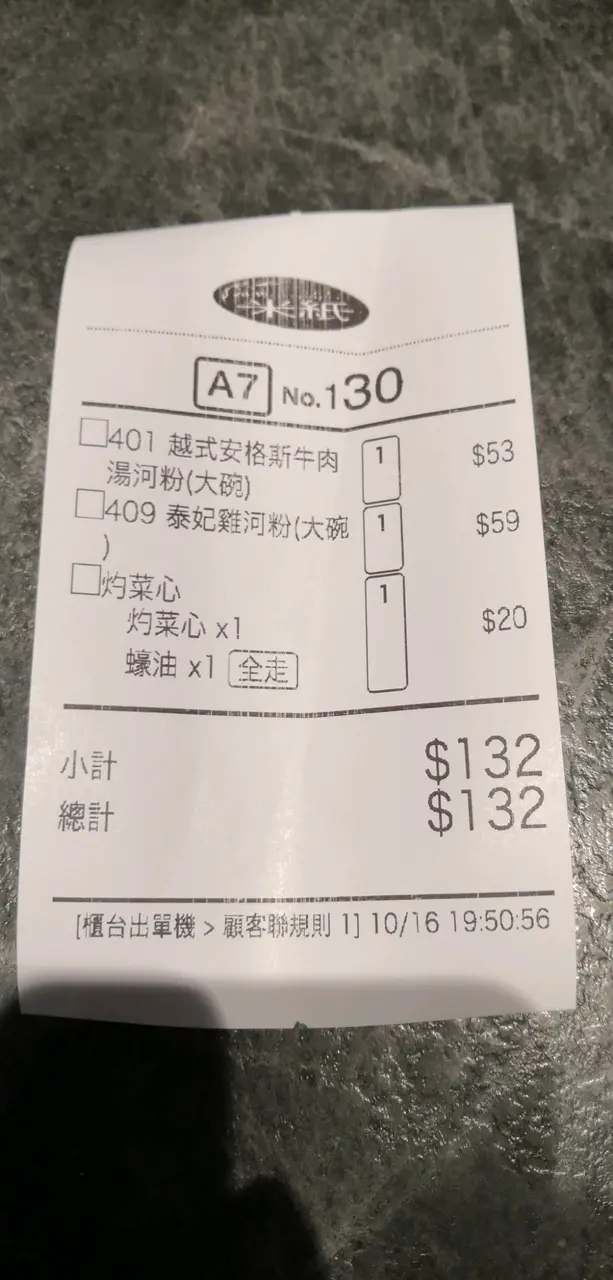 米紙
A7 No.130
401 越式安格斯牛肉 1 $53
湯河粉(大碗)
409 泰妃雞河粉(大碗 1 $59
)
灼菜心 1
灼菜心 x1 $20
蠔油 x1 全走
小計 $132
總計 $132
[櫃台出單機 > 顧客聯規則 1] 10/16 19:50:56